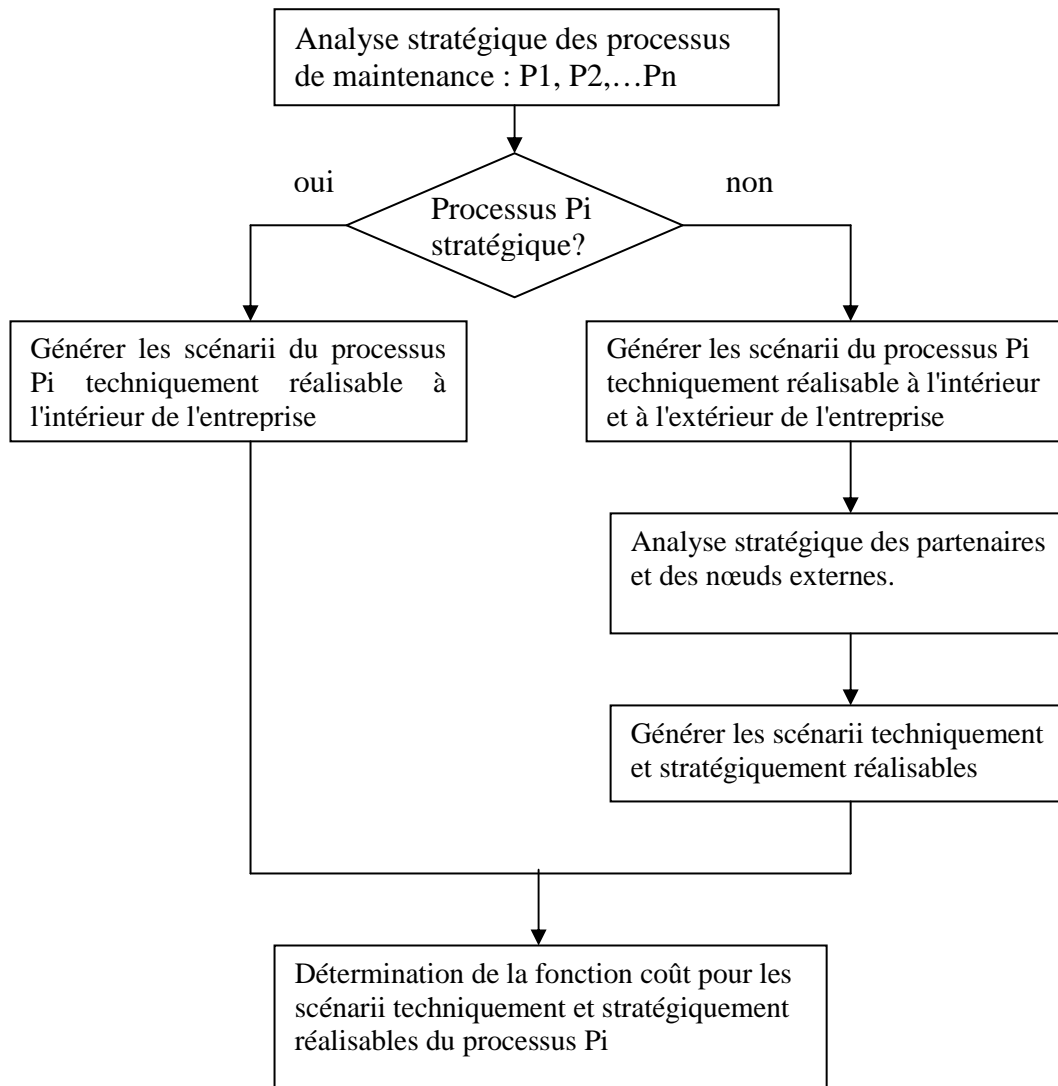 Analyse stratégique des processus
de maintenance : P1, P2,…Pn
oui
non
Processus Pi
stratégique?
Générer les scénarii du processus
Pi techniquement réalisable à
l'intérieur de l'entreprise
Générer les scénarii du processus Pi
techniquement réalisable à l'intérieur
et à l'extérieur de l'entreprise
Analyse stratégique des partenaires
et des nœuds externes.
Générer les scénarii techniquement
et stratégiquement réalisables
Détermination de la fonction coût pour les
scénarii techniquement et stratégiquement
réalisables du processus Pi